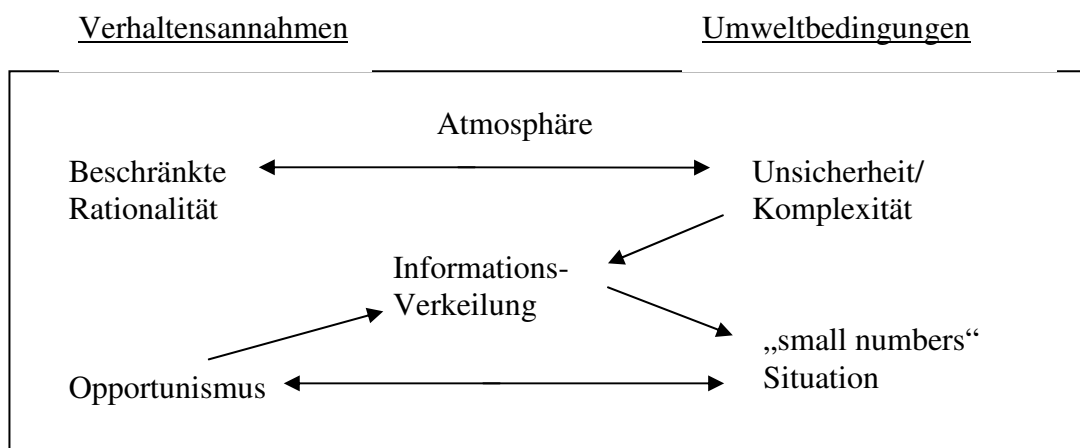 Verhaltensannahmen
Umweltbedingungen
Atmosphäre
Beschränkte
Rationalität
Unsicherheit/
Komplexität
Informations-
Verkeilung
Opportunismus
„small numbers“
Situation